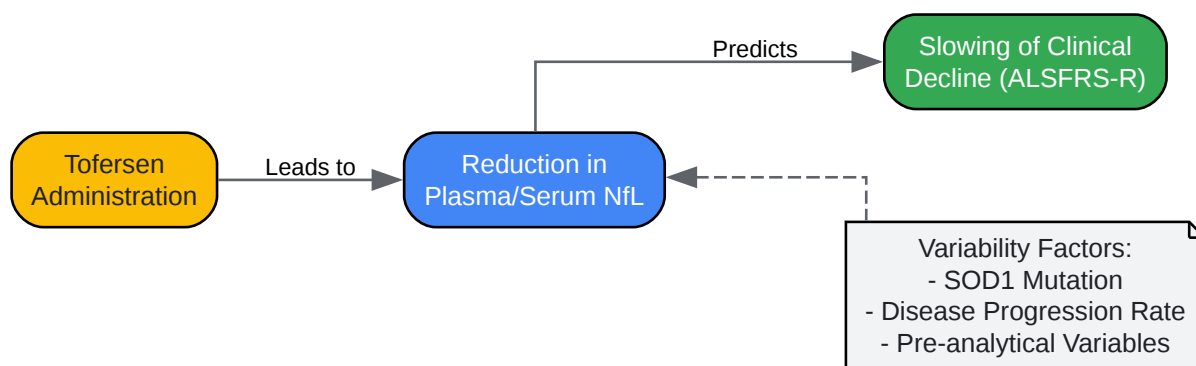 Predicts
Slowing of Clinical
Decline (ALSFRS-R)
Tofersen
Administration
Leads to
Reduction in
Plasma/Serum NfL
Variability Factors:
- SOD1 Mutation
- Disease Progression Rate
- Pre-analytical Variables